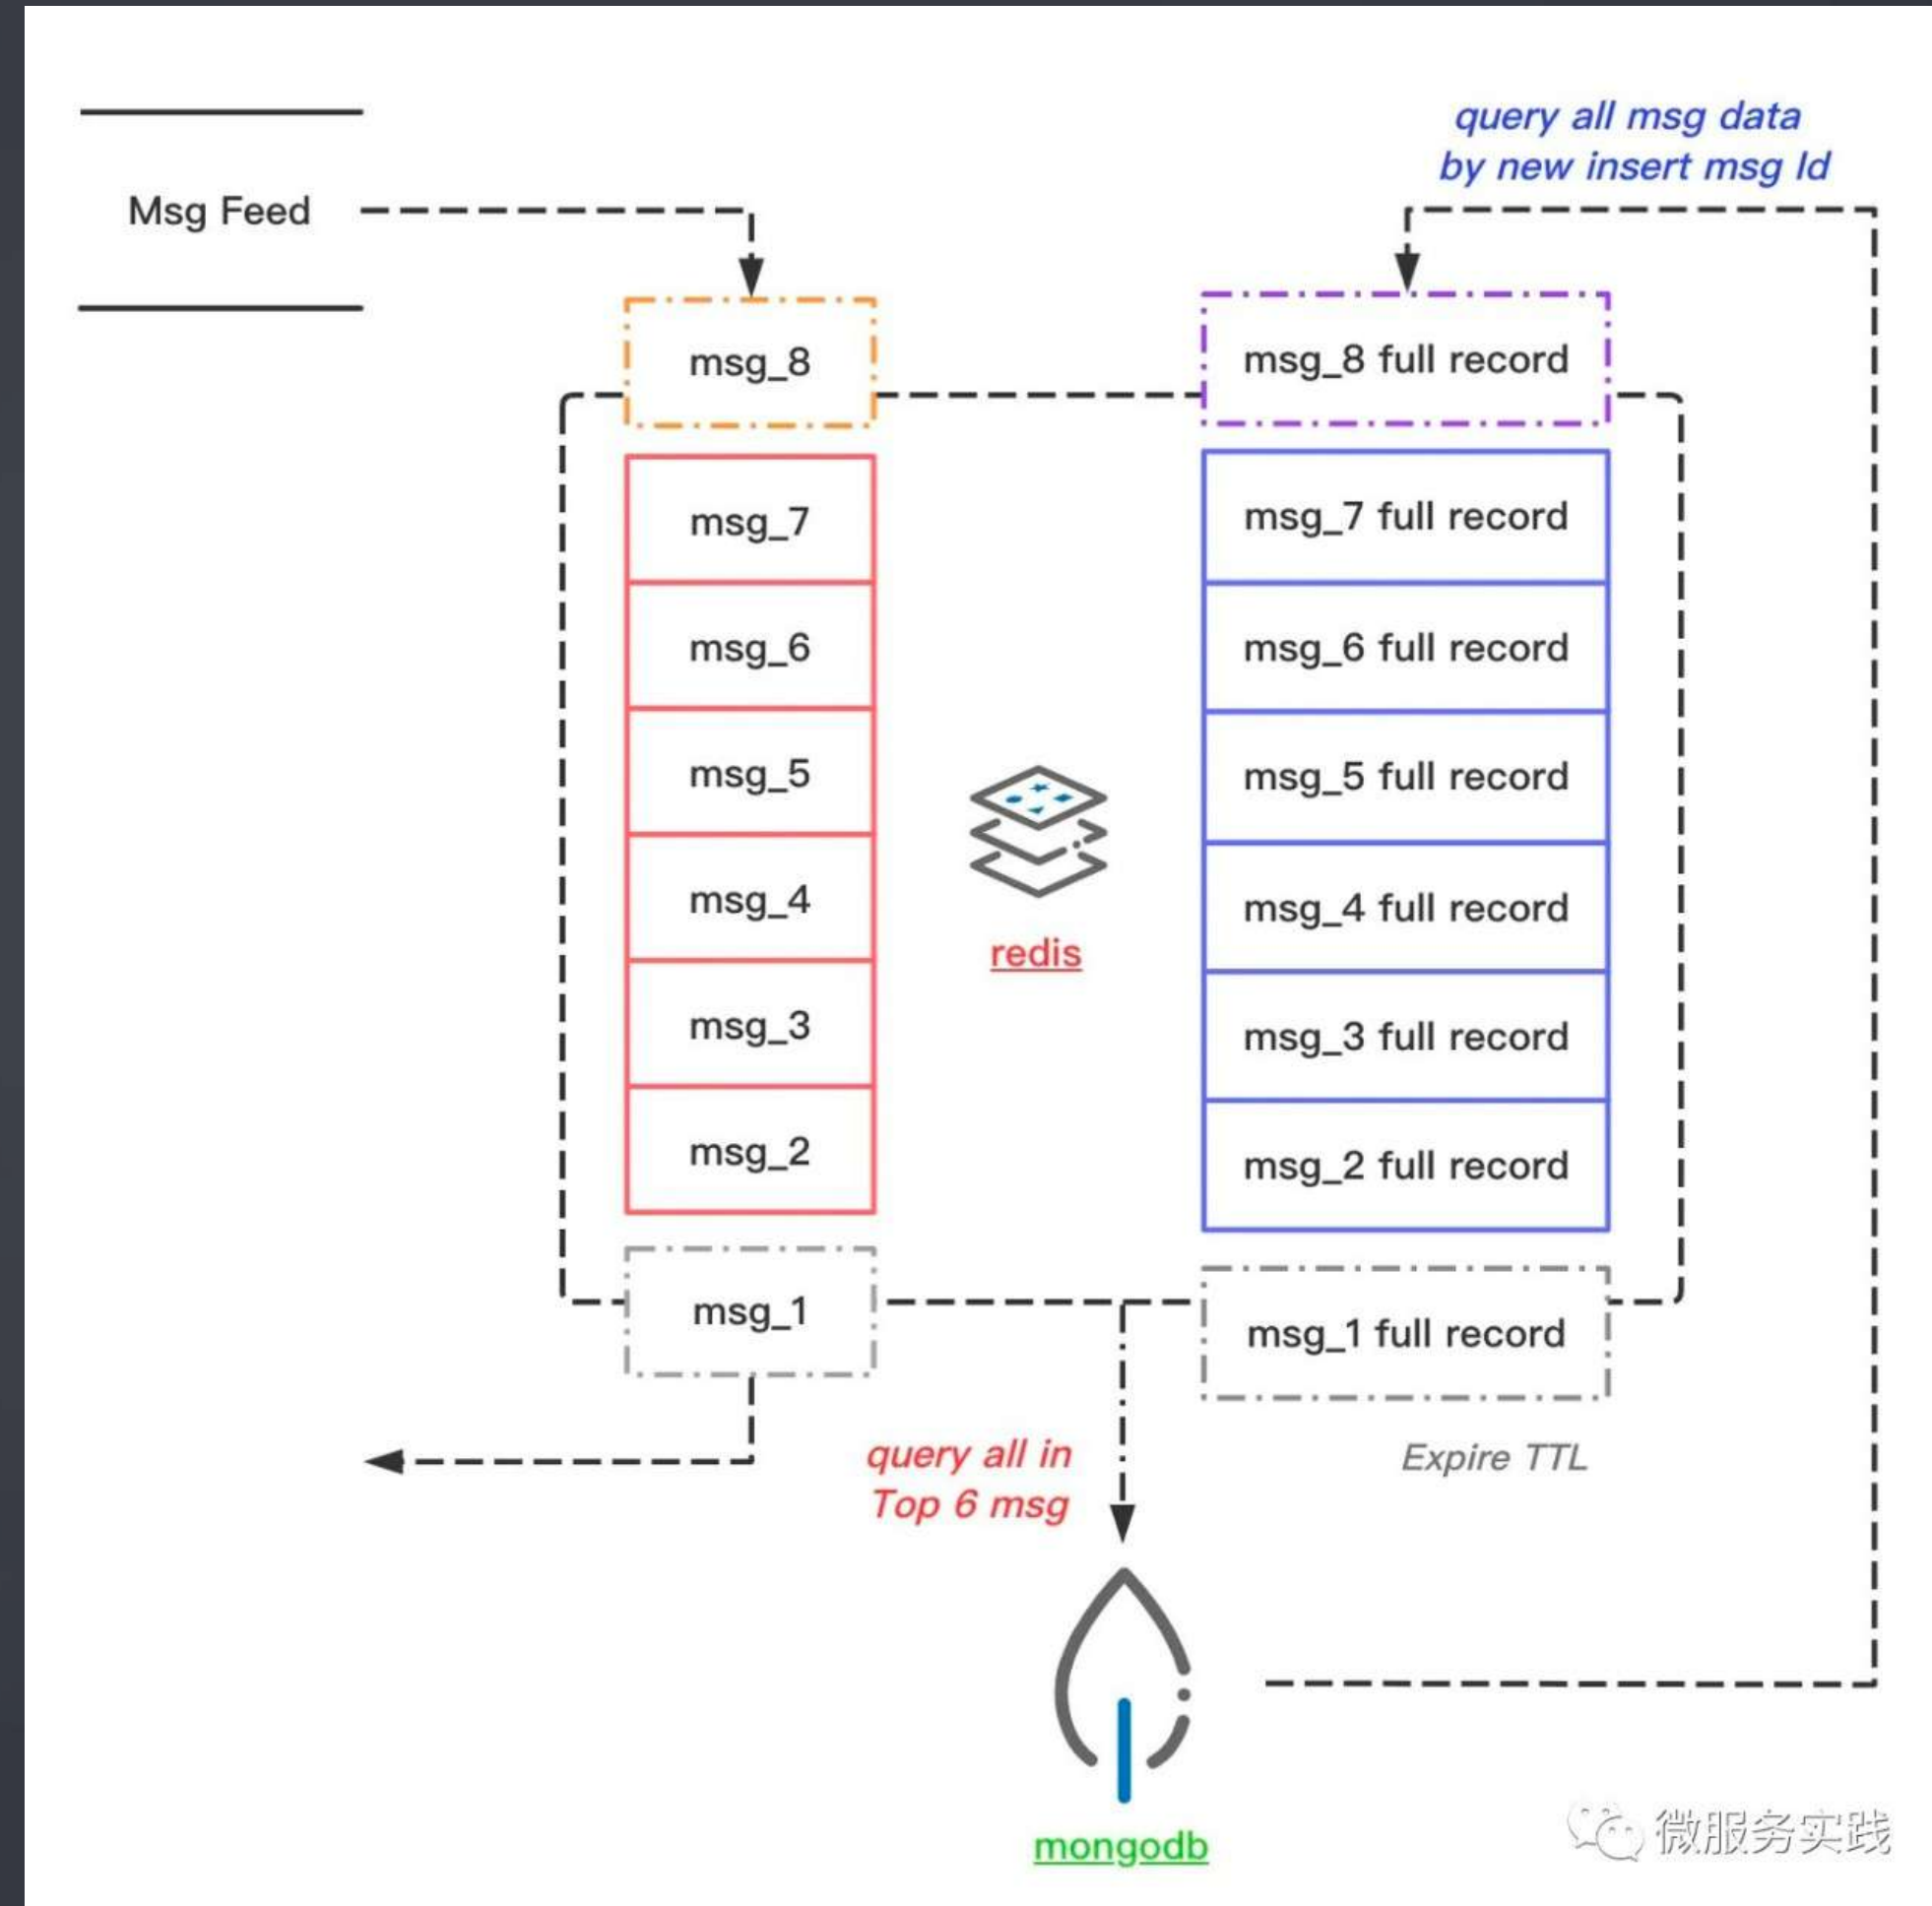 query all msg data
by new insert msg Id
Msg Feed
msg_8
msg_8 full record
msg_7
msg_7 full record
msg_6
msg_6 full record
msg_5
msg_5 full record
msg_4
msg_4 full record
redis
msg_3
msg_3 full record
msg_2
msg_2 full record
msg_1
msg_1 full record
query all in
Top 6 msg
Expire TTL
mongodb
微服务实践